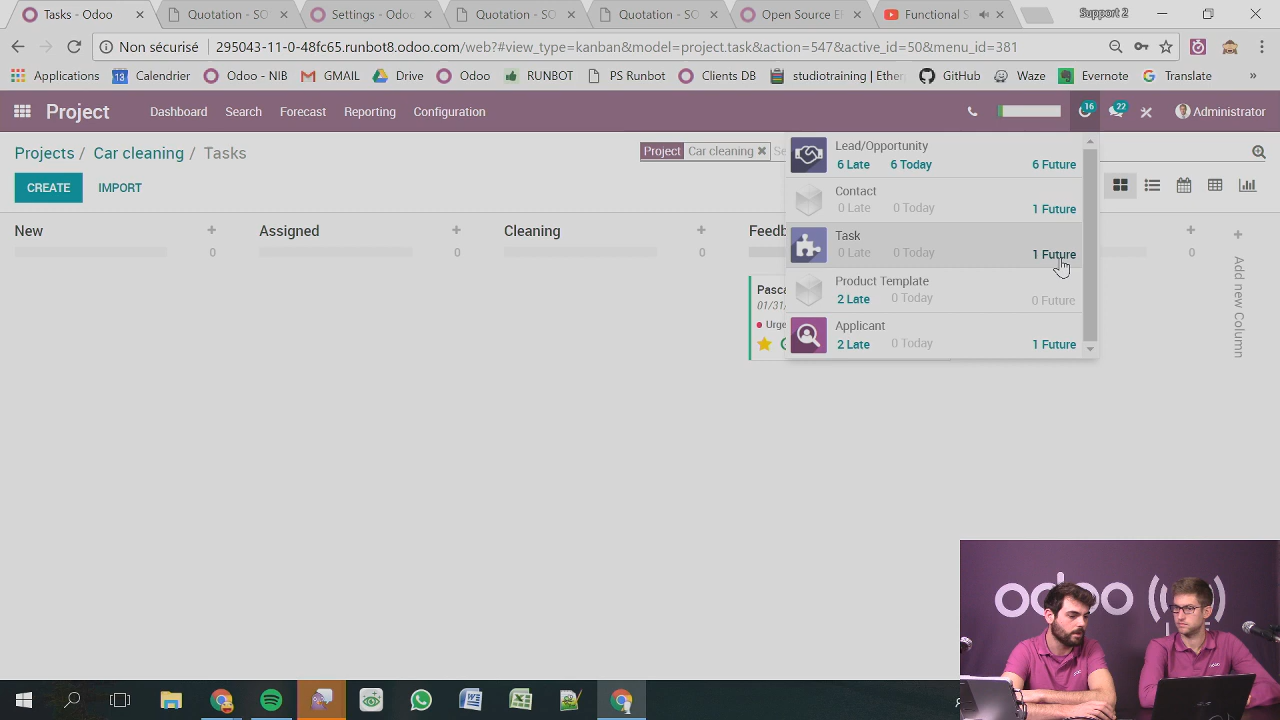 Tasks - Odoo
Quotation - SO
Settings - Odoo
Quotation - SO
Quotation - SO
Open Source E
Functional S
Support 2
Non sécurisé
295043-11-0-48fc65.runbot8.odoo.com/web?#view_type=kanban&model=project.task&action=547&active_id=50&menu_id=381
Applications
13
Calendrier
Odoo - NIB
GMAIL
Drive
Odoo
RUNBOT
PS Runbot
Clients DB
studiotraining | Ether
GitHub
Waze
Evernote
Translate
»
Project
Dashboard
Search
Forecast
Reporting
Configuration
16
22
Administrator
Projects / Car cleaning / Tasks
Project Car cleaning
CREATE
IMPORT
New
0
Assigned
0
Cleaning
0
Feedb
0
Add new Column
Pasca
01/31/
Urge
Lead/Opportunity
6 Late 6 Today 6 Future
Contact
0 Late 0 Today 1 Future
Task
0 Late 0 Today 1 Future
Product Template
2 Late 0 Today 0 Future
Applicant
2 Late 0 Today 1 Future
odoo